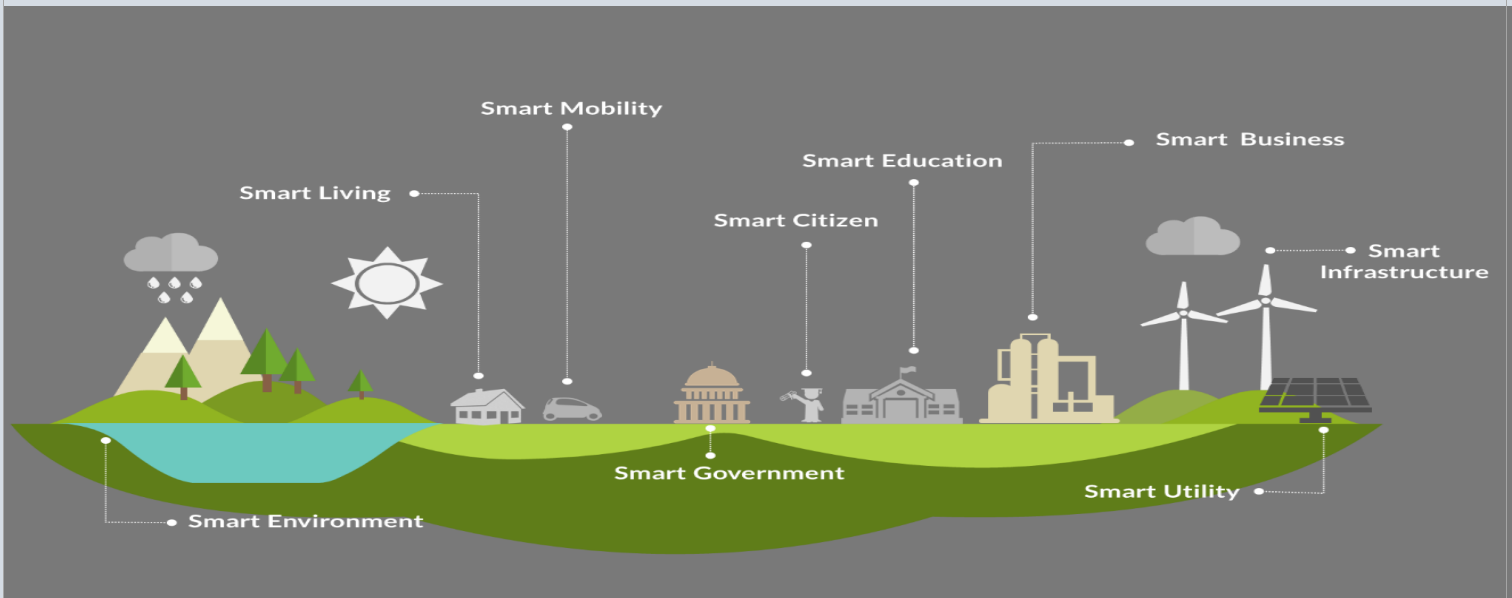 Smart Mobility
Smart Business
Smart Education
Smart Living
Smart Citizen
Smart
Infrastructure
Smart Government
Smart Utility
Smart Environment